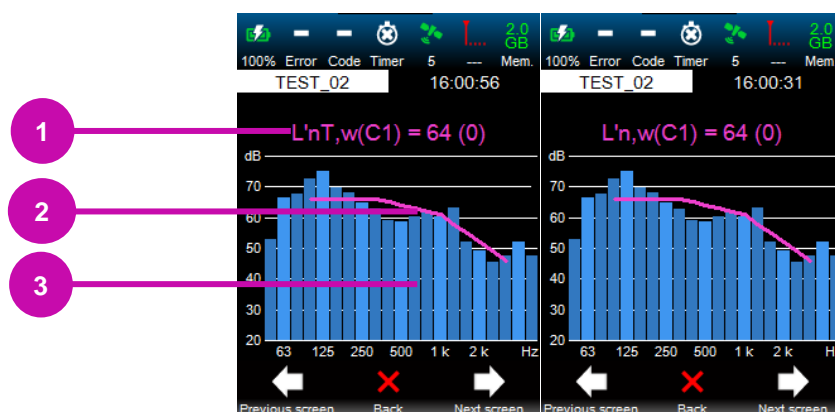 2.0
GB
100% Error Code Timer 5 --- Mem.
TEST_02 16:00:56
L'nT,w(C1) = 64 (0)
dB
70
60
50
40
30
20
63 125 250 500 1 k 2 k Hz
Previous screen Back Next screen
2.0
GB
100% Error Code Timer 5 --- Mem.
TEST_02 16:00:31
L'n,w(C1) = 64 (0)
dB
70
60
50
40
30
20
63 125 250 500 1 k 2 k H
Previous screen Back Next screen
1
2
3